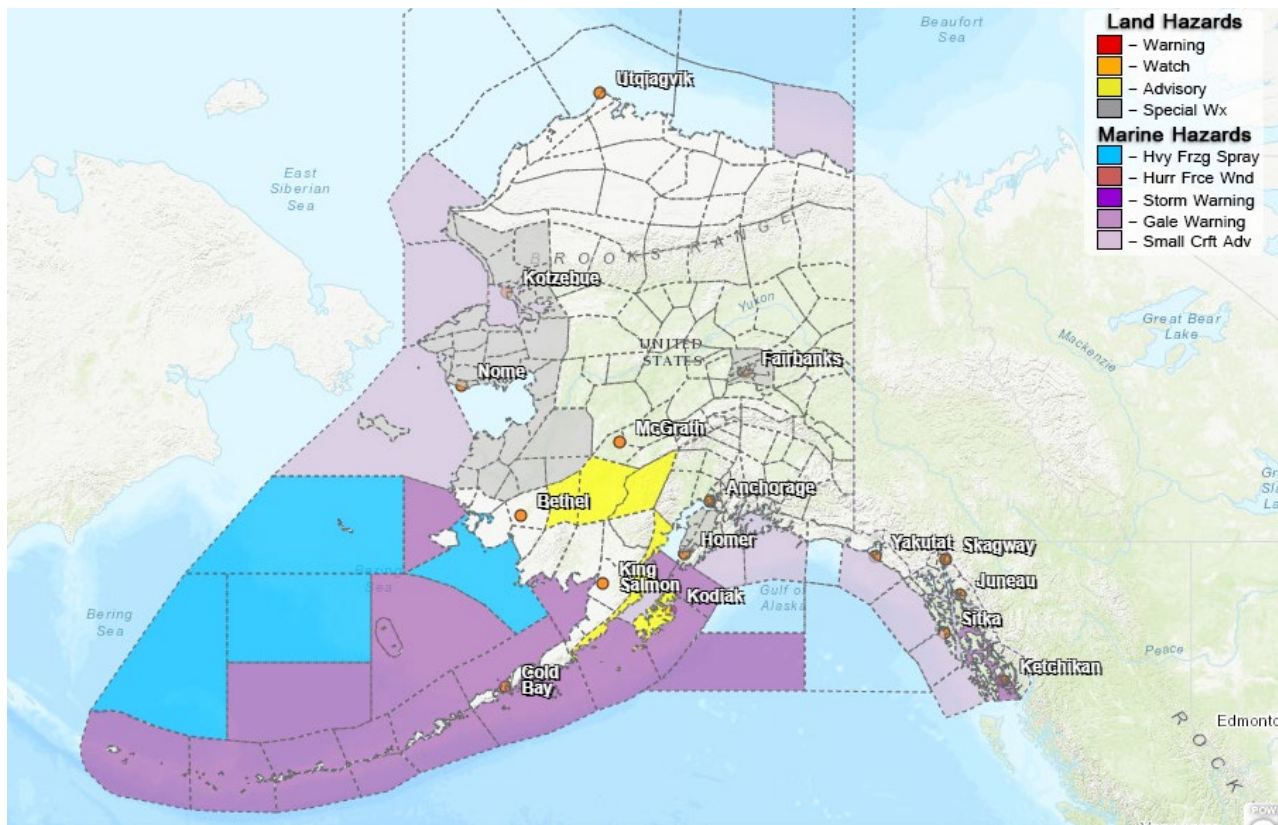 Land Hazards
– Warning
– Watch
– Advisory
– Special Wx
Marine Hazards
– Hvy Frzg Spray
– Hurr Frce Wnd
– Storm Warning
– Gale Warning
– Small Crft Adv
Beaufort
Sea
Utqiagvik
East
Siberian
Sea
BROOKS RANGE
Kotzebue
Yukon
Great Bear
Lake
Mackenzie
UNITED
STATES
Fairbanks
Nome
McGrath
Anchorage
Bethel
Homer
Yakutat
Skagway
King
Salmon
Juneau
Kodiak
Gulf of
Alaska
Bering
Sea
Sitka
Peace
Ketchikan
Cold
Bay
ROCK
Edmonto